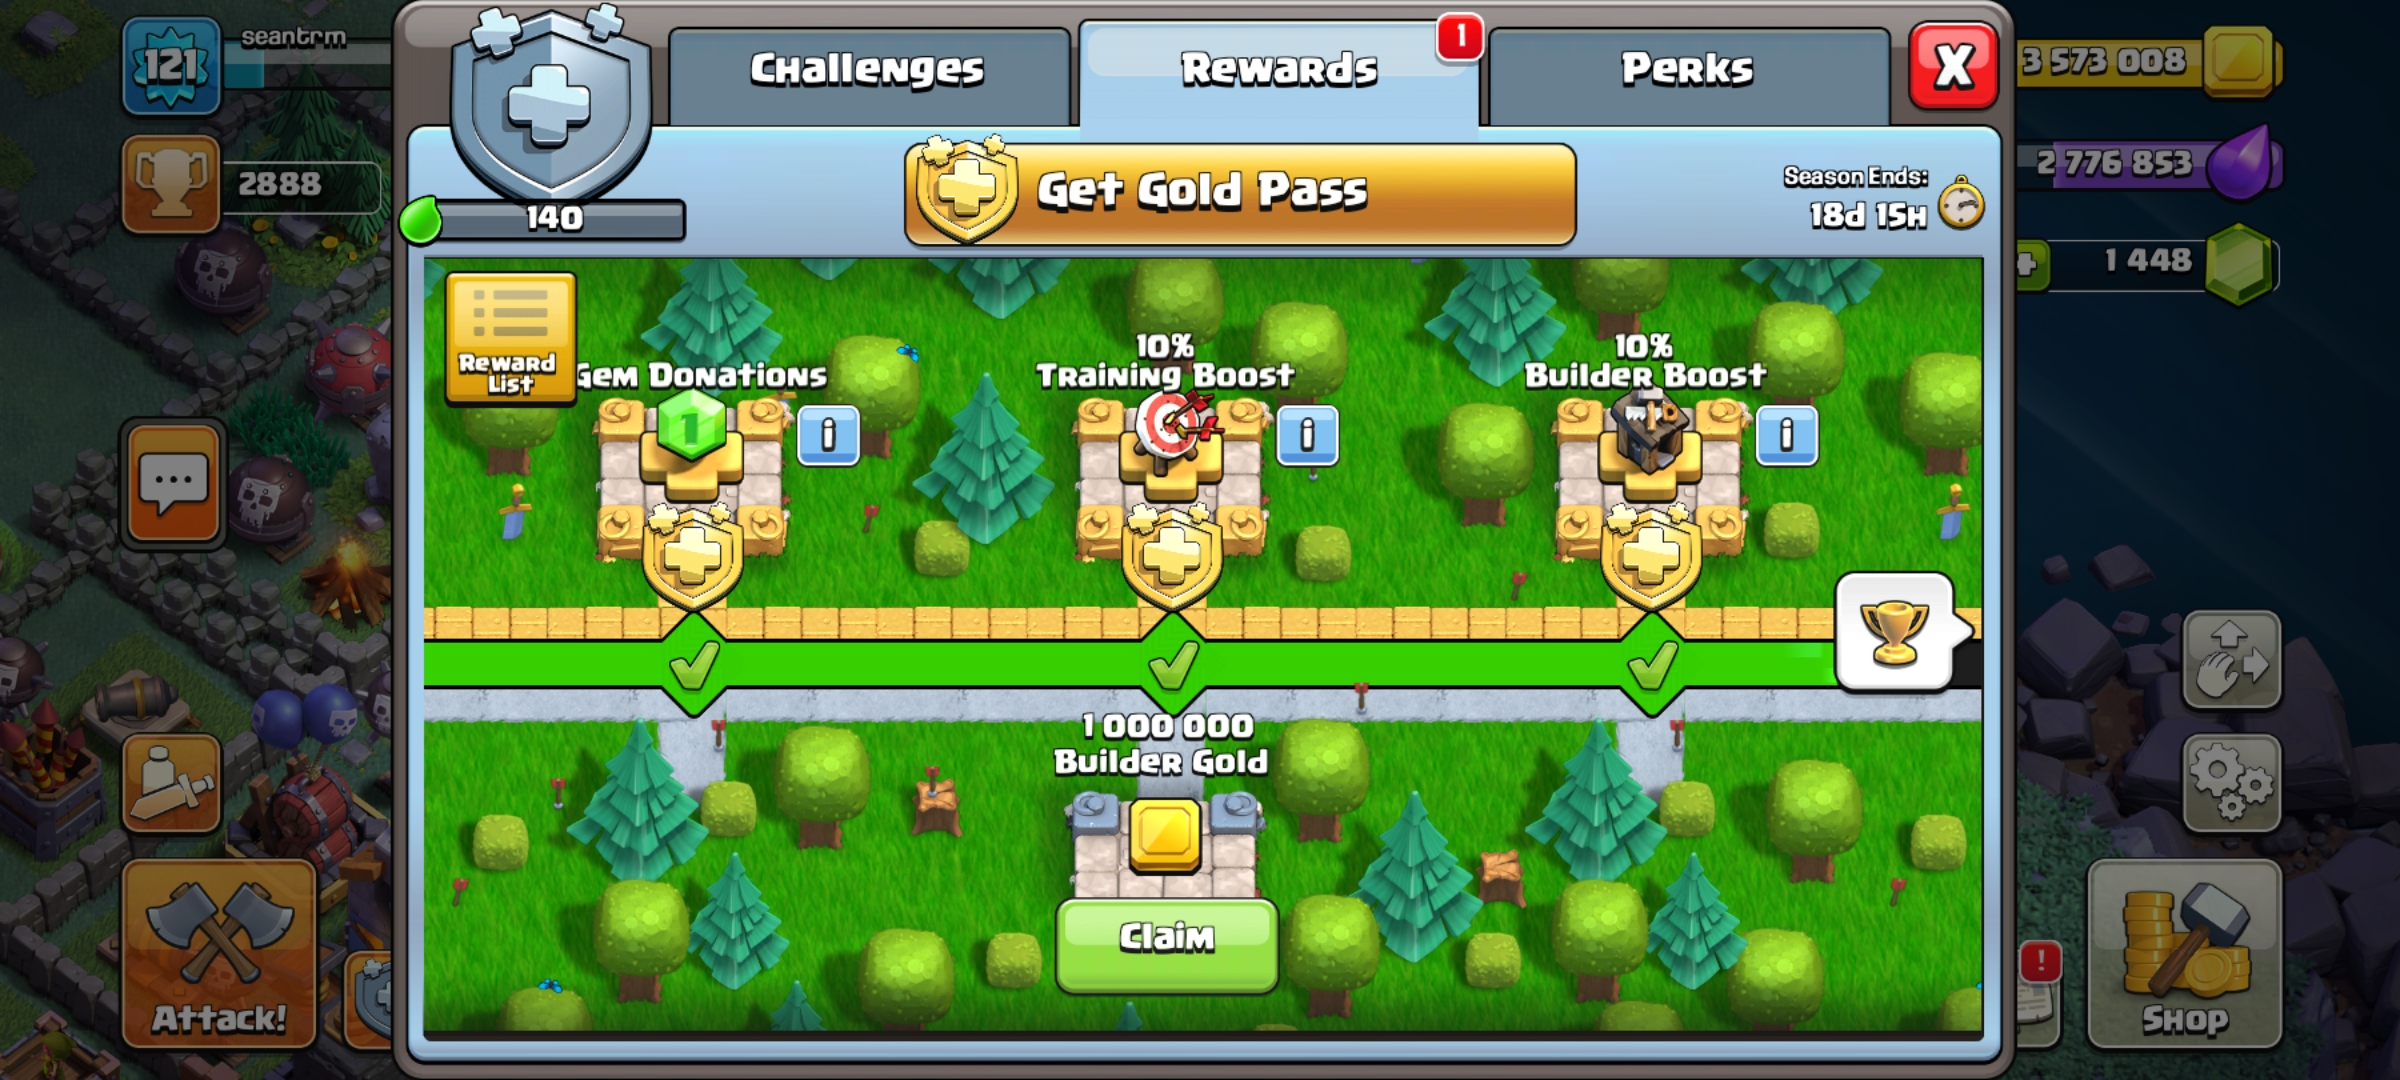 121
seantrm
Challenges
Rewards
1
Perks
X
3 573 008
2888
140
Get Gold Pass
Season Ends:
18d 15h
2 776 853
1 448
Reward
List
Gem Donations
10%
Training Boost
10%
Builder Boost
1
i
i
i
1 000 000
Builder Gold
Claim
Attack!
!
Shop